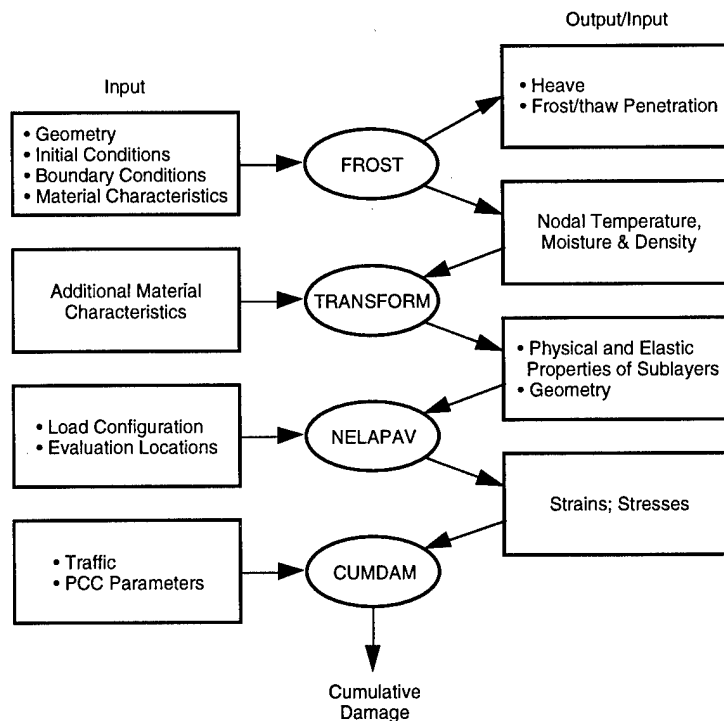 Output/Input
Input
• Heave
• Frost/thaw Penetration
• Geometry
• Initial Conditions
• Boundary Conditions
• Material Characteristics
FROST
Nodal Temperature,
Moisture & Density
Additional Material
Characteristics
TRANSFORM
• Physical and Elastic
Properties of Sublayers
• Geometry
• Load Configuration
• Evaluation Locations
NELAPAV
Strains; Stresses
• Traffic
• PCC Parameters
CUMDAM
Cumulative
Damage